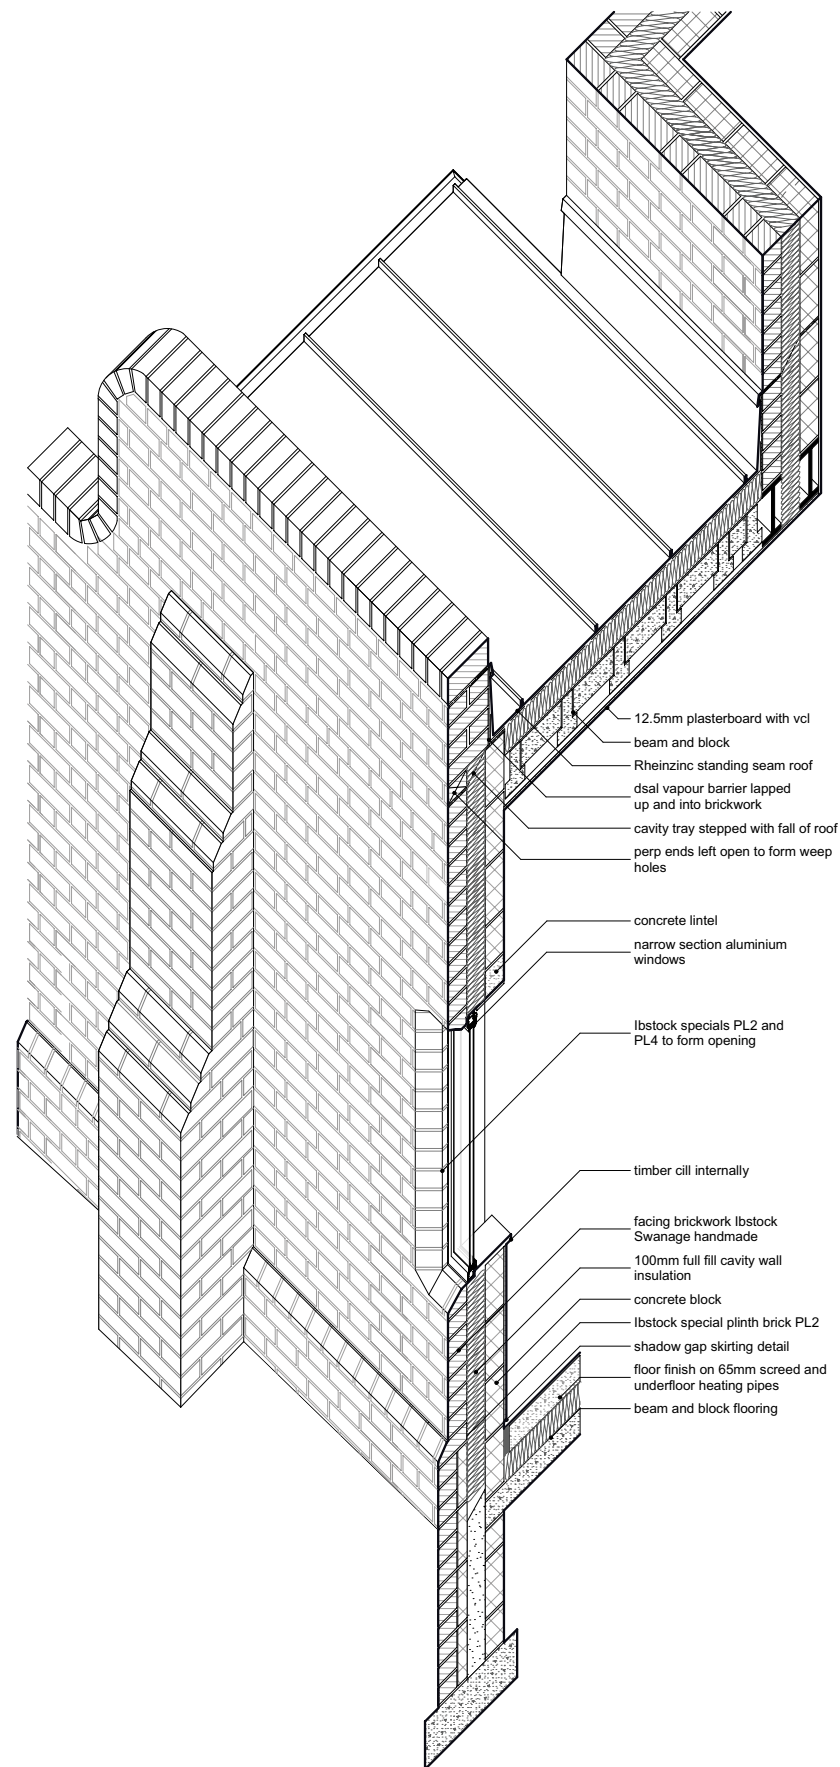 12.5mm plasterboard with vcl
beam and block
Rheinzinc standing seam roof
dsal vapour barrier lapped
up and into brickwork
cavity tray stepped with fall of roof
perp ends left open to form weep
holes
concrete lintel
narrow section aluminium
windows
Ibstock specials PL2 and
PL4 to form opening
timber cill internally
facing brickwork Ibstock
Swanage handmade
100mm full fill cavity wall
insulation
concrete block
Ibstock special plinth brick PL2
shadow gap skirting detail
floor finish on 65mm screed and
underfloor heating pipes
beam and block flooring